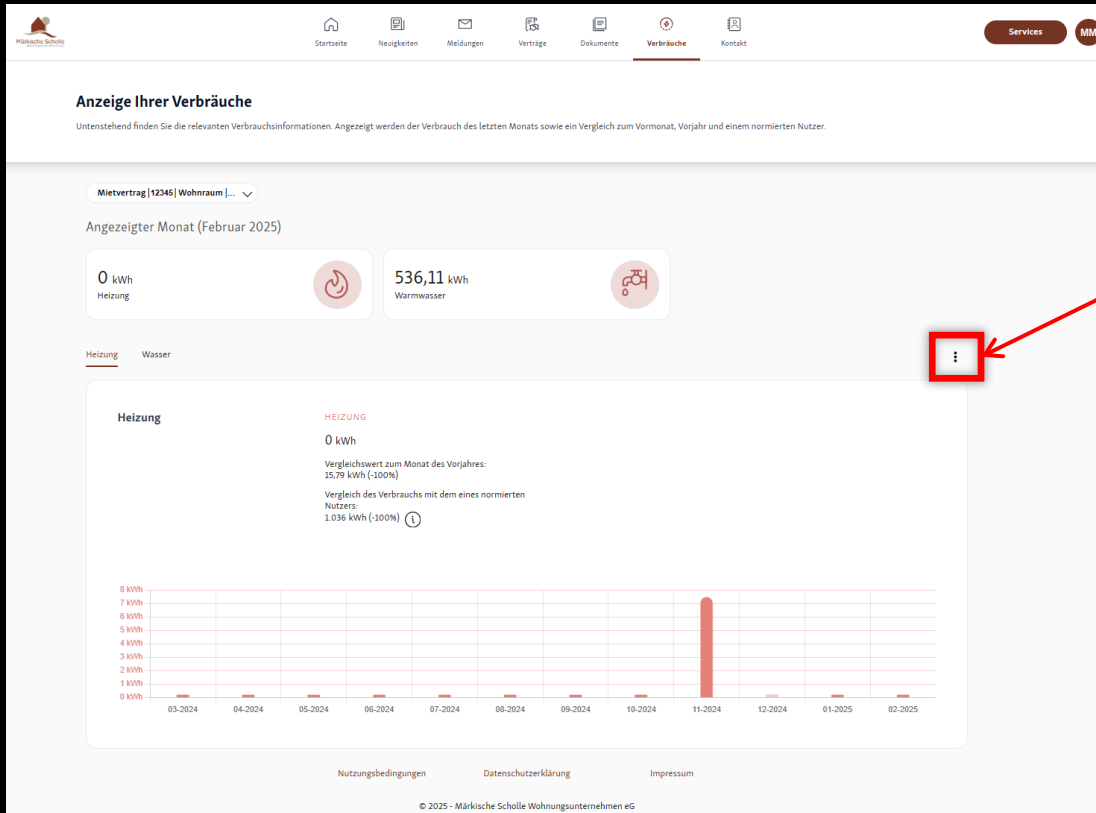 Märkische Scholle
Startseite
Neuigkeiten
Meldungen
Verträge
Dokumente
Verbräuche
Kontakt
Services
MM
Anzeige Ihrer Verbräuche
Untenstehend finden Sie die relevanten Verbrauchsinformationen. Angezeigt werden der Verbrauch des letzten Monats sowie ein Vergleich zum Vormonat, Vorjahr und einem normierten Nutzer.
Mietvertrag |12345| Wohnraum |...
Angezeigter Monat (Februar 2025)
0 kWh
Heizung
536,11 kWh
Warmwasser
Heizung Wasser
Heizung
HEIZUNG
0 kWh
Vergleichswert zum Monat des Vorjahres:
15,79 kWh (-100%)
Vergleich des Verbrauchs mit dem eines normierten
Nutzers:
1.036 kWh (-100%) i
8 kWh
7 kWh
6 kWh
5 kWh
4 kWh
3 kWh
2 kWh
1 kWh
0 kWh
03-2024 04-2024 05-2024 06-2024 07-2024 08-2024 09-2024 10-2024 11-2024 12-2024 01-2025 02-2025
Nutzungsbedingungen Datenschutzerklärung Impressum
© 2025 - Märkische Scholle Wohnungsunternehmen eG